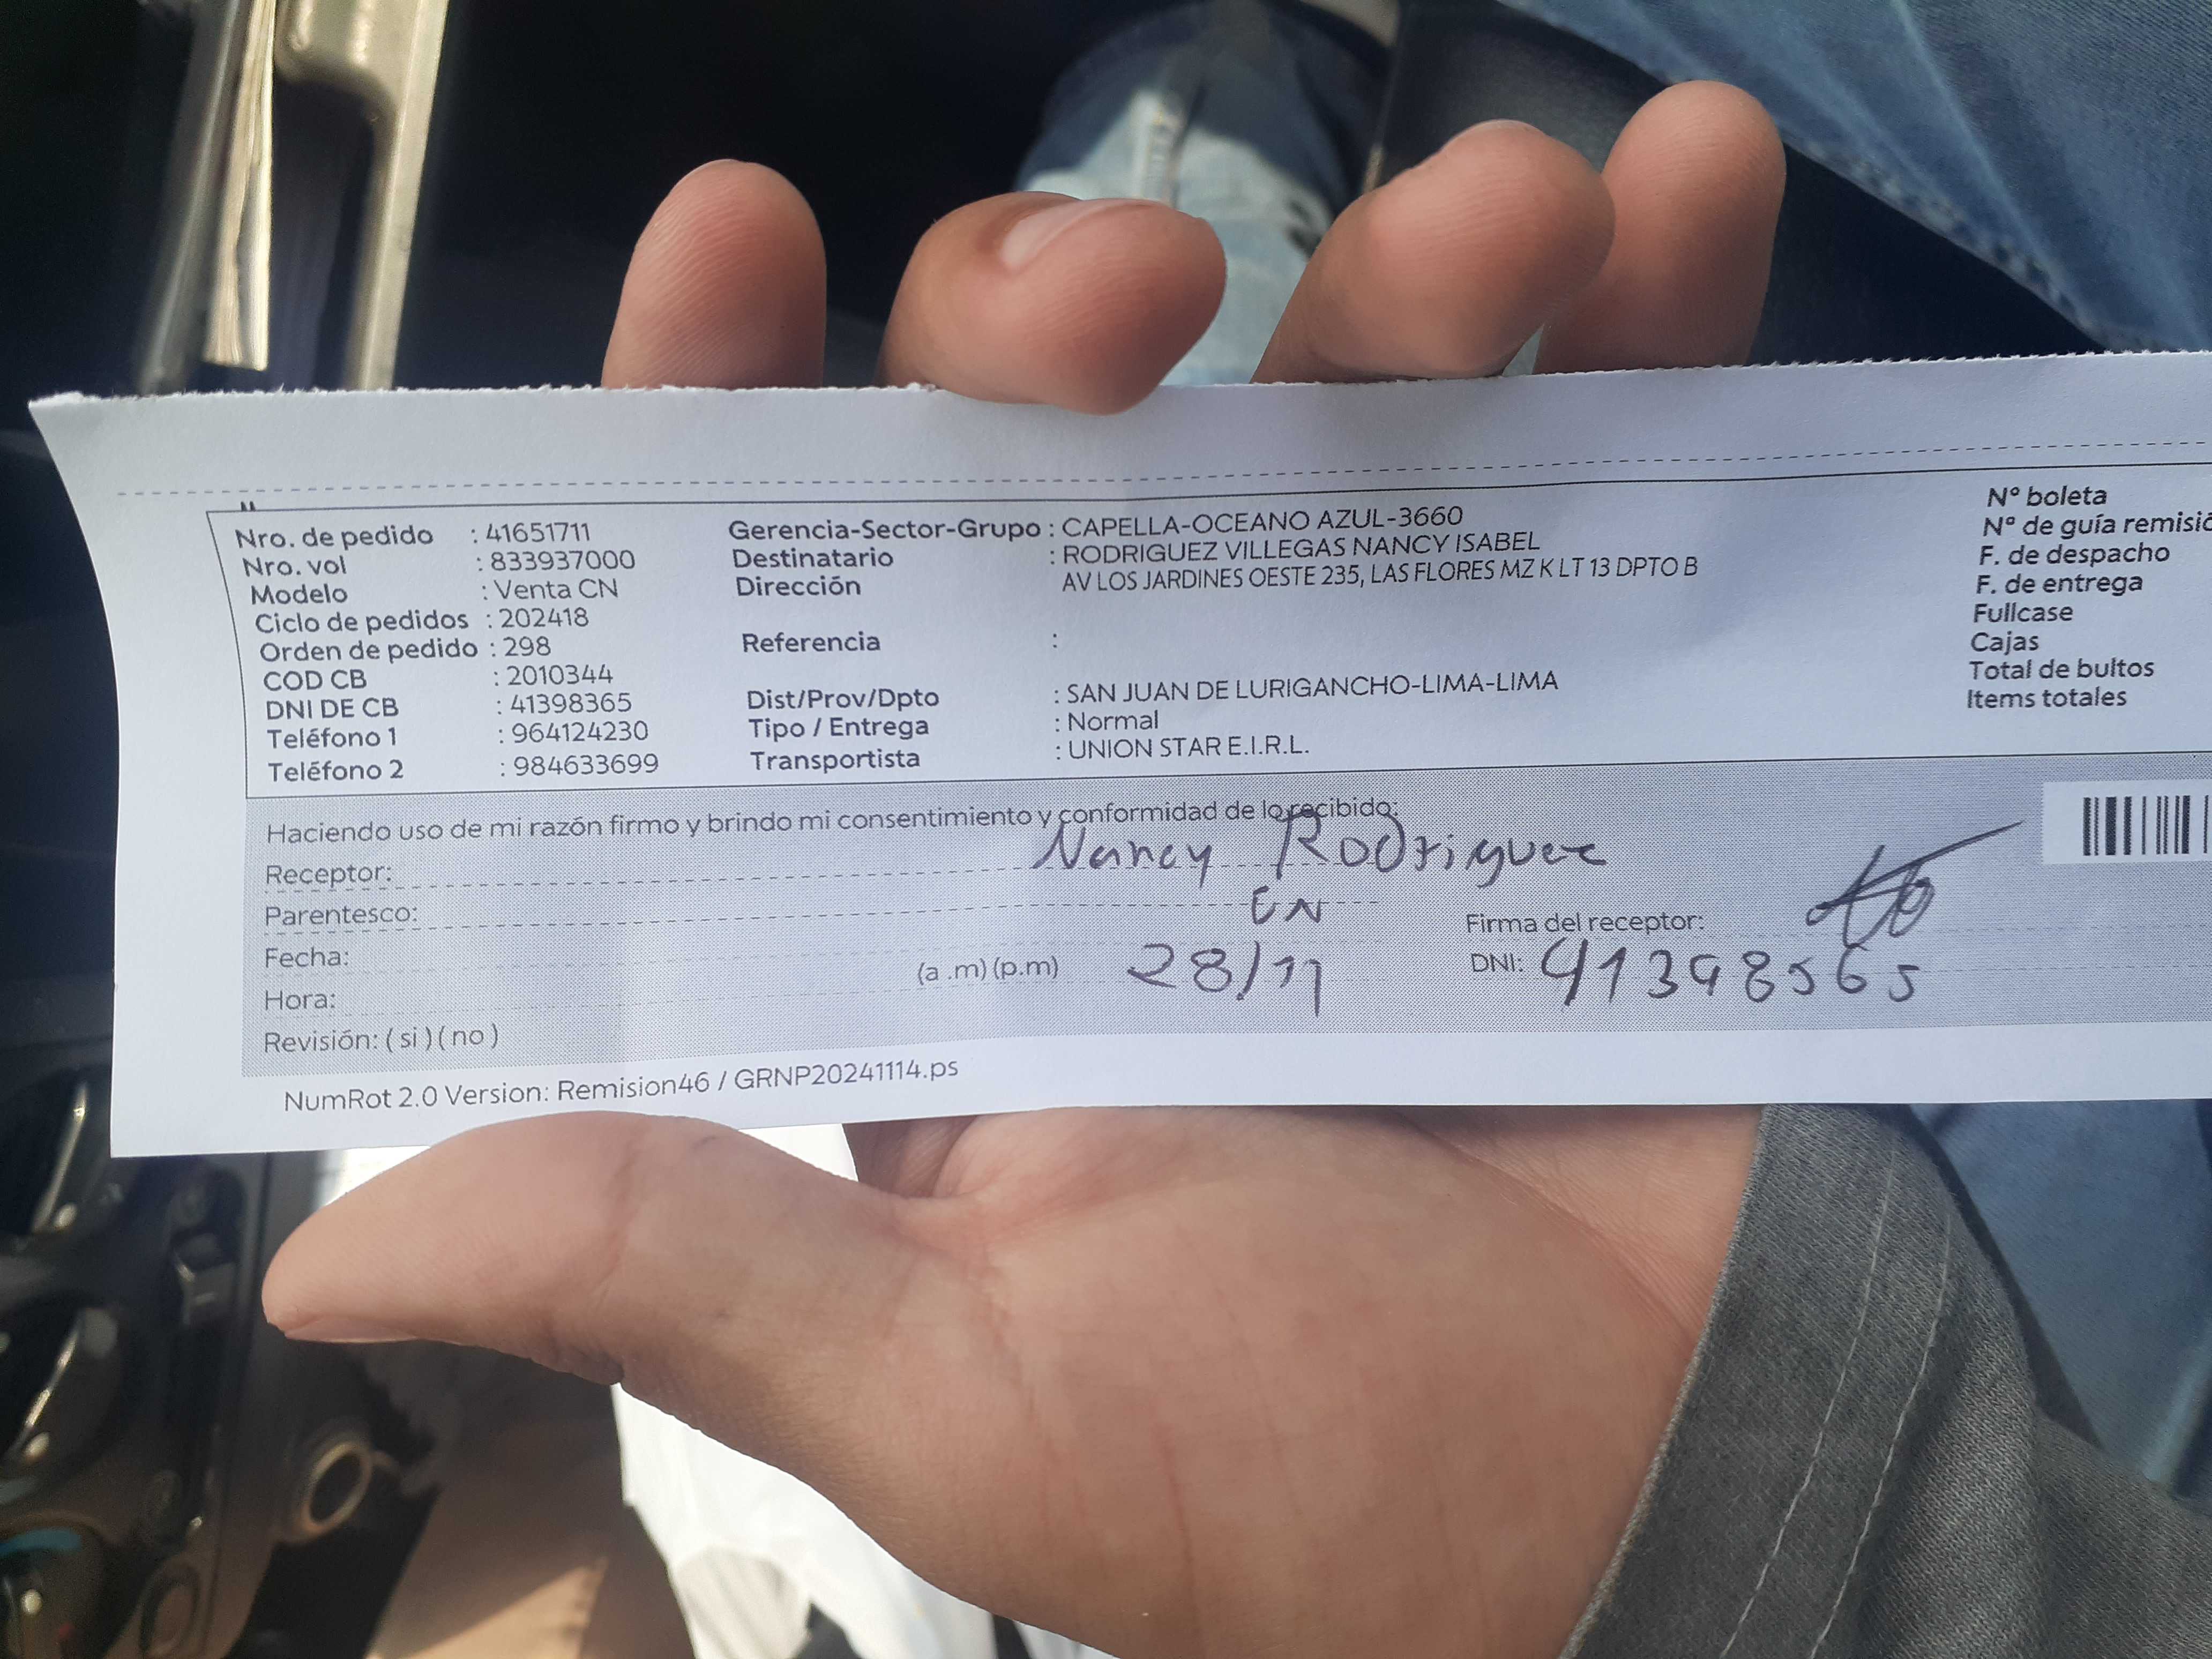 Nro. de pedido : 41651711
Nro. vol : 833937000
Modelo : Venta CN
Ciclo de pedidos : 202418
Orden de pedido : 298
COD CB : 2010344
DNI DE CB : 41398365
Teléfono 1 : 964124230
Teléfono 2 : 984633699
Gerencia-Sector-Grupo : CAPELLA-OCEANO AZUL-3660
Destinatario : RODRIGUEZ VILLEGAS NANCY ISABEL
Dirección AV LOS JARDINES OESTE 235, LAS FLORES MZ K LT 13 DPTO B
Referencia :
Dist/Prov/Dpto : SAN JUAN DE LURIGANCHO-LIMA-LIMA
Tipo / Entrega : Normal
Transportista : UNION STAR E.I.R.L.
Nº boleta
Nº de guía remisió
F. de despacho
F. de entrega
Fullcase
Cajas
Total de bultos
Items totales
Haciendo uso de mi razón firmo y brindo mi consentimiento y conformidad de lo recibido:
Receptor: Nancy Rodriguez
Parentesco: CN
Fecha: 28/11
Hora: (a .m) (p.m)
Revisión: ( si ) ( no )
Firma del receptor:
DNI: 41398565
NumRot 2.0 Version: Remision46 / GRNP20241114.ps